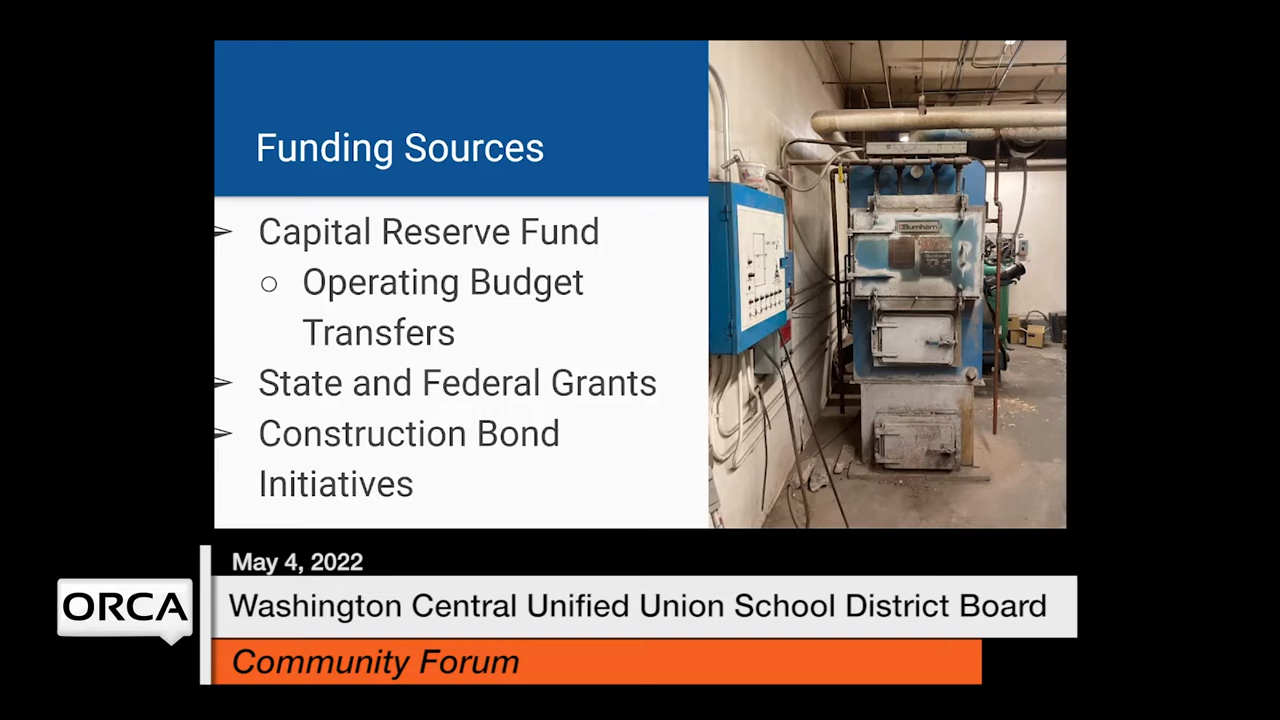 Funding Sources
➢ Capital Reserve Fund
○ Operating Budget
Transfers
➢ State and Federal Grants
➢ Construction Bond
Initiatives
Burnham
May 4, 2022
ORCA
Washington Central Unified Union School District Board
Community Forum